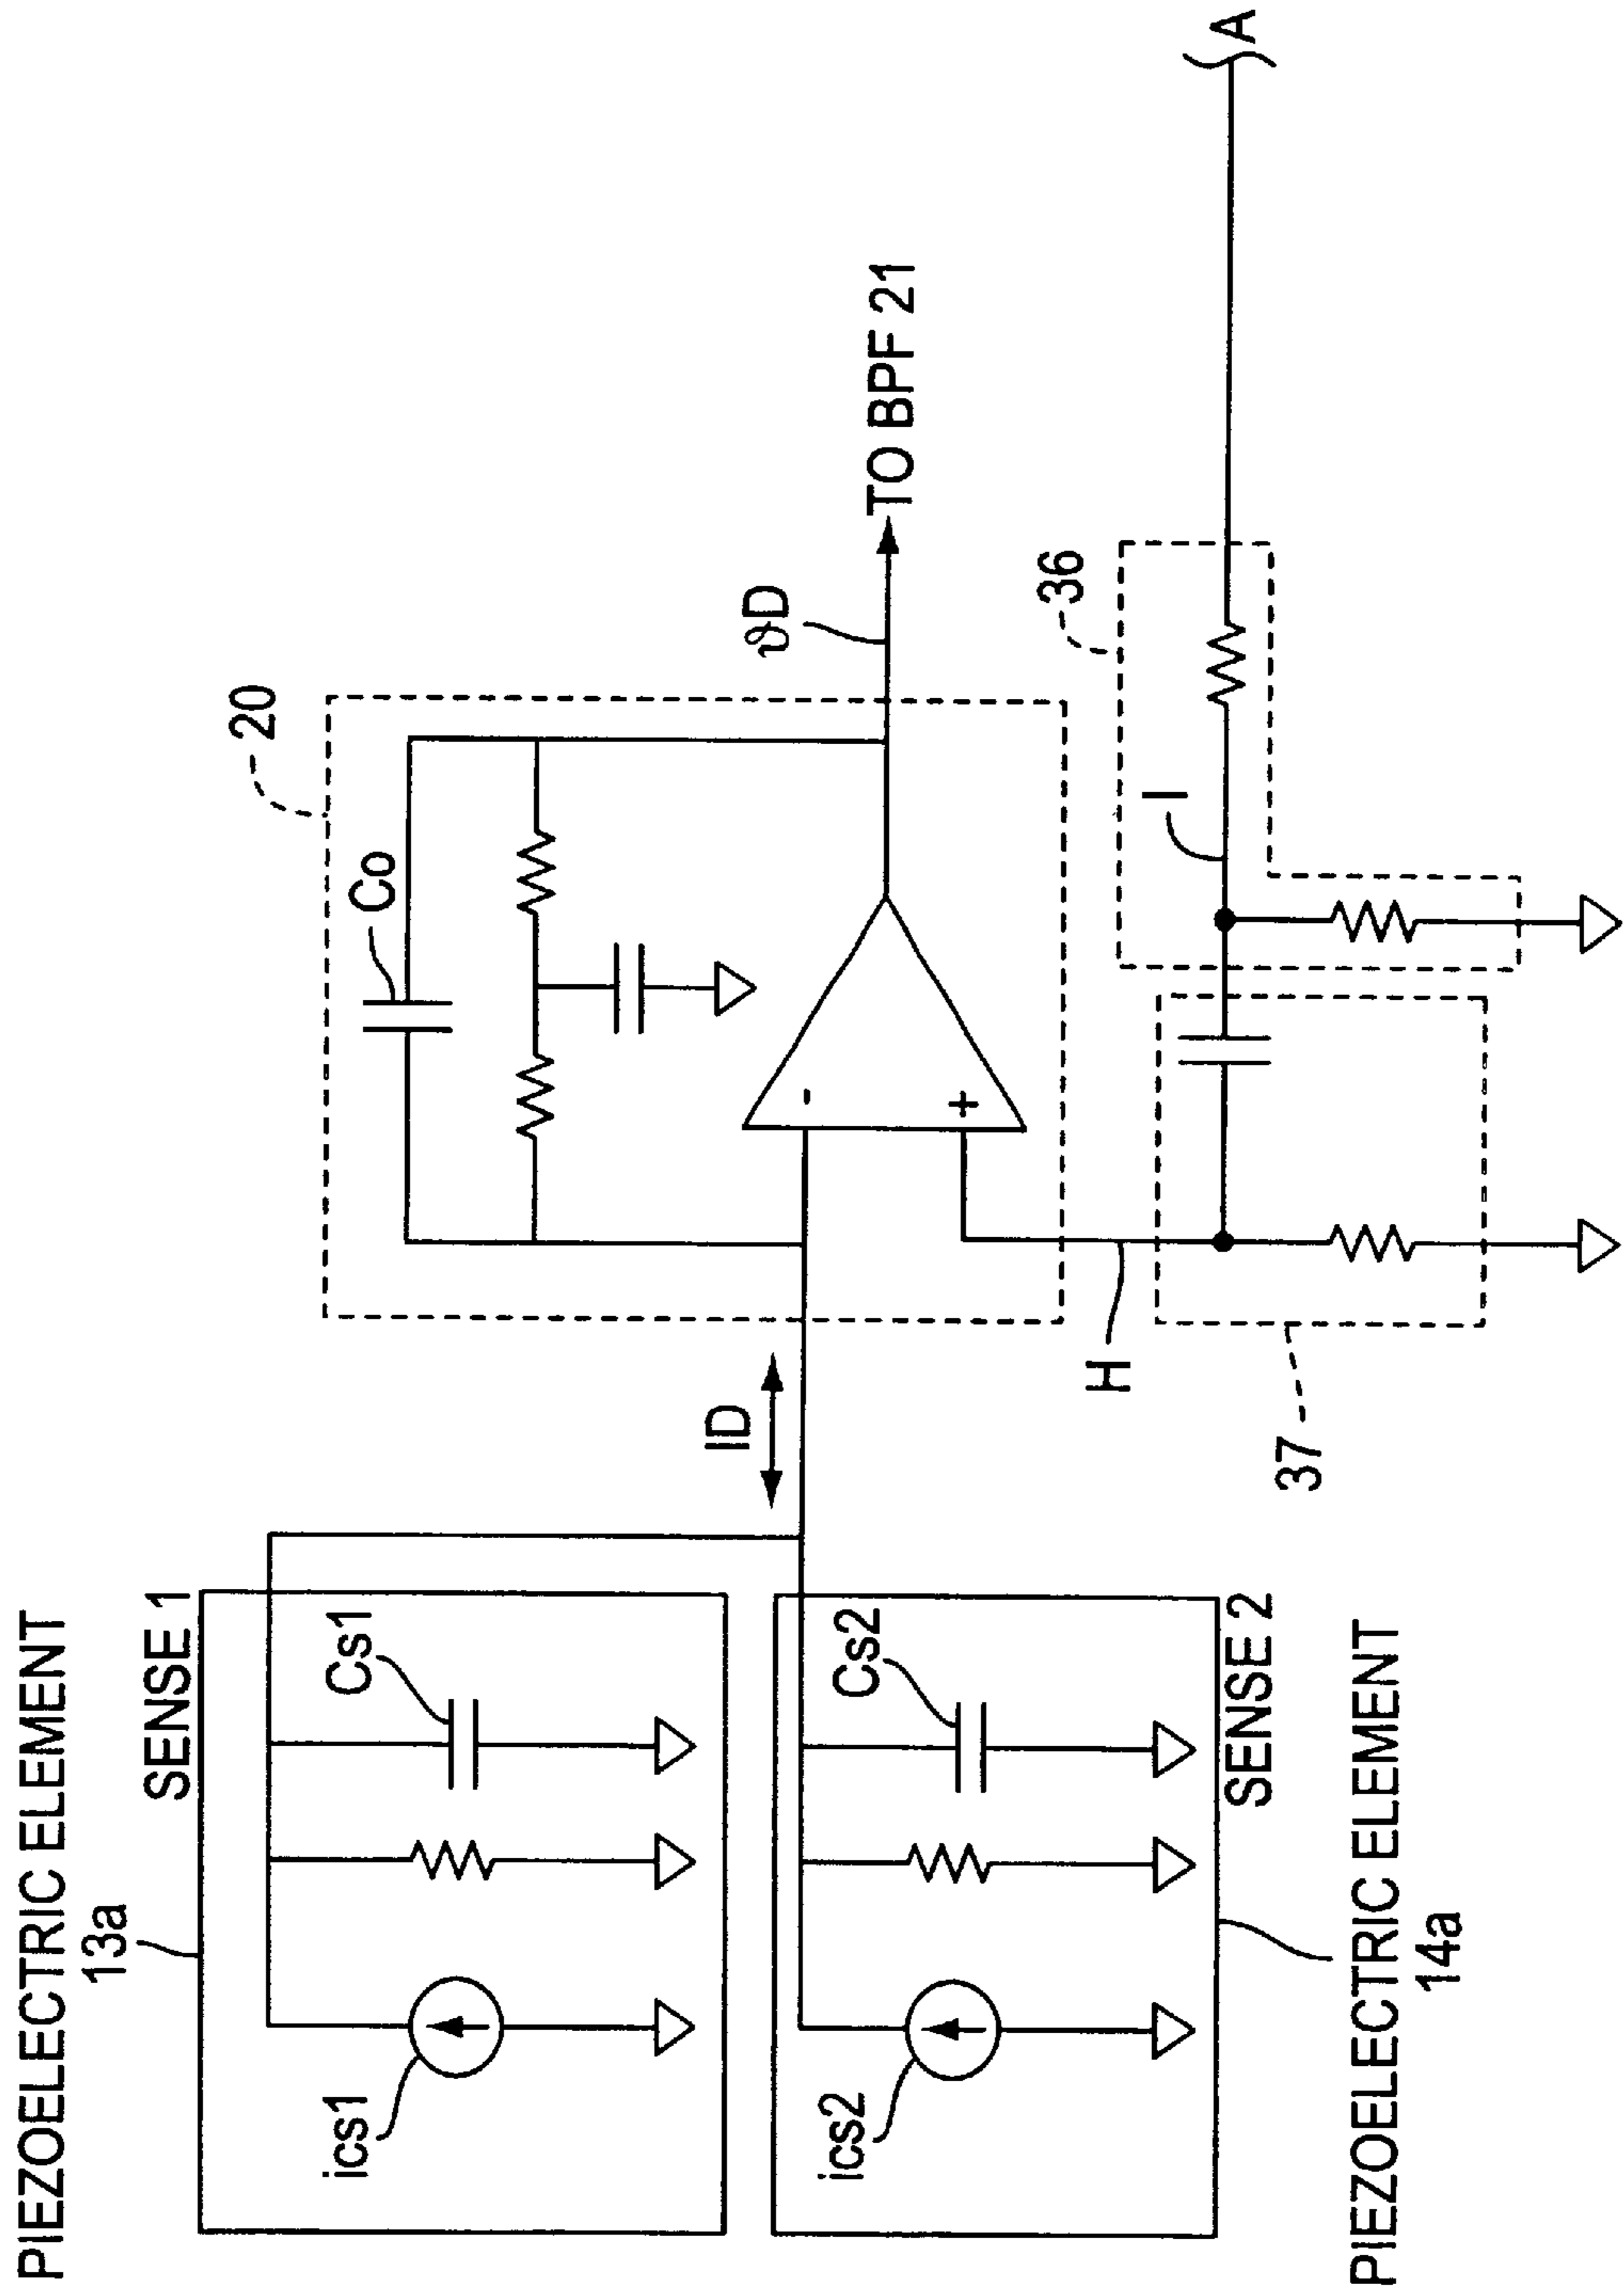 PIEZOELECTRIC ELEMENT
13a
SENSE 1
ics1
Cs1
ics2
Cs2
SENSE 2
PIEZOELECTRIC ELEMENT
14a
ID
20
Co
-
+
ϑD
TO BPF 21
H
37
36
I
A